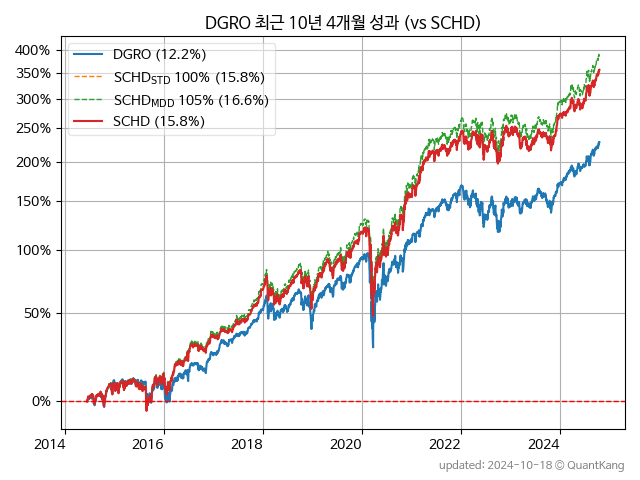 DGRO 최근 10년 4개월 성과 (vs SCHD)
DGRO (12.2%)
SCHD_STD 100% (15.8%)
SCHD_MDD 105% (16.6%)
SCHD (15.8%)
400%
350%
300%
250%
200%
150%
100%
50%
0%
2014 2016 2018 2020 2022 2024
updated: 2024-10-18 © QuantKang